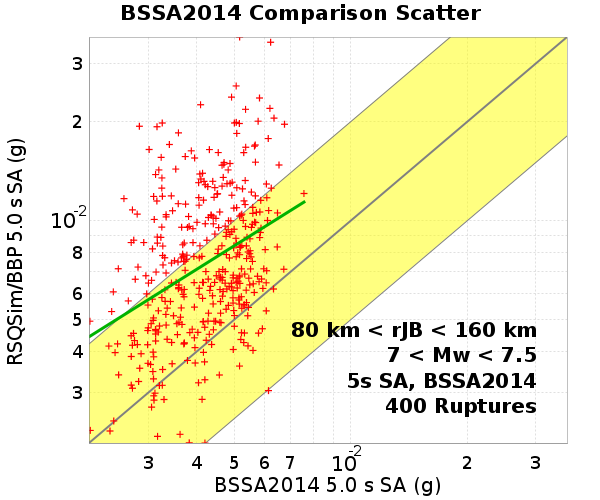 BSSA2014 Comparison Scatter
RSQSim/BBP 5.0 s SA (g)
3
2
10-2
8
6
5
4
3
80 km < rJB < 160 km
7 < Mw < 7.5
5s SA, BSSA2014
400 Ruptures
3 4 5 6 7 10-2 2 3
BSSA2014 5.0 s SA (g)